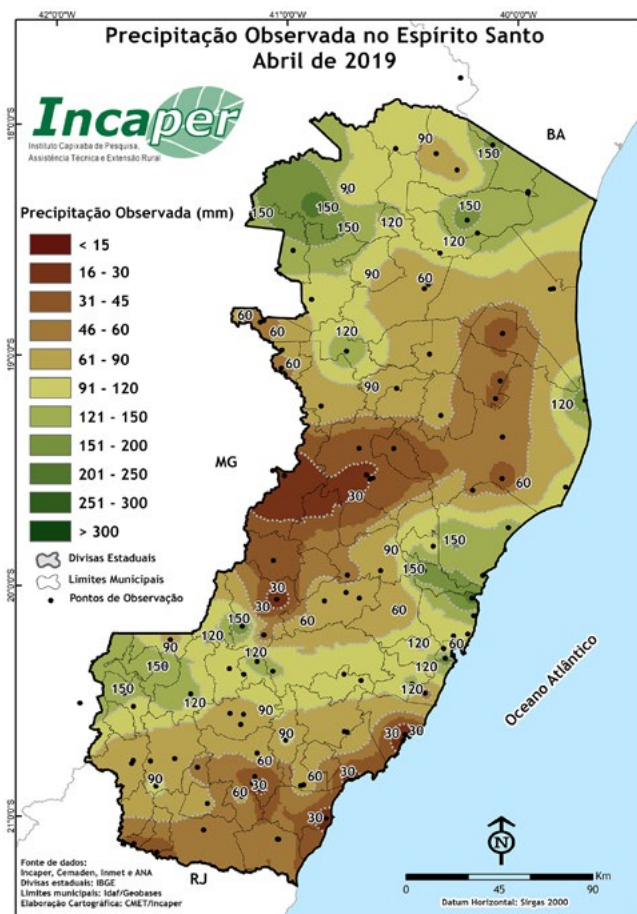 42°0'0"W
41°0'0"W
40°0'0"W
Precipitação Observada no Espírito Santo
Abril de 2019
Incaper
Instituto Capixaba de Pesquisa,
Assistência Técnica e Extensão Rural
18°0'0"S
19°0'0"S
20°0'0"S
21°0'0"S
BA
MG
RJ
Oceano Atlântico
Precipitação Observada (mm)
< 15
16 - 30
31 - 45
46 - 60
61 - 90
91 - 120
121 - 150
151 - 200
201 - 250
251 - 300
> 300
Divisas Estaduais
Limites Municipais
Pontos de Observação
90
150
90
150
150
150
150
120
120
90
60
60
60
60
120
90
120
30
60
90
150
150
30
30
60
60
150
120
90
120
150
150
120
60
120
120
90
30
30
60
30
90
60
30
60
30
Fonte de dados:
Incaper, Cemaden, Inmet e ANA
Divisas estaduais: IBGE
Limites municipais: Idaf/Geobases
Elaboração Cartográfica: CMET/Incaper
N
Km
0
45
90
Datum Horizontal: Sirgas 2000